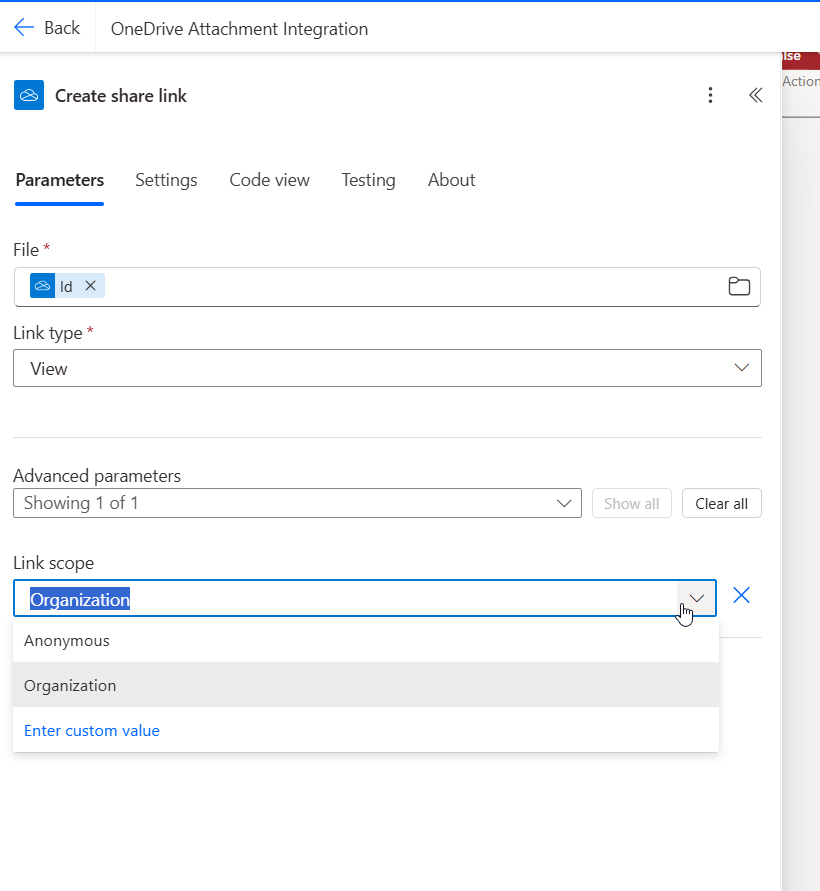 Back
OneDrive Attachment Integration
Create share link
Action
Parameters
Settings
Code view
Testing
About
File *
Id
Link type *
View
Advanced parameters
Showing 1 of 1
Show all
Clear all
Link scope
Organization
Anonymous
Organization
Enter custom value